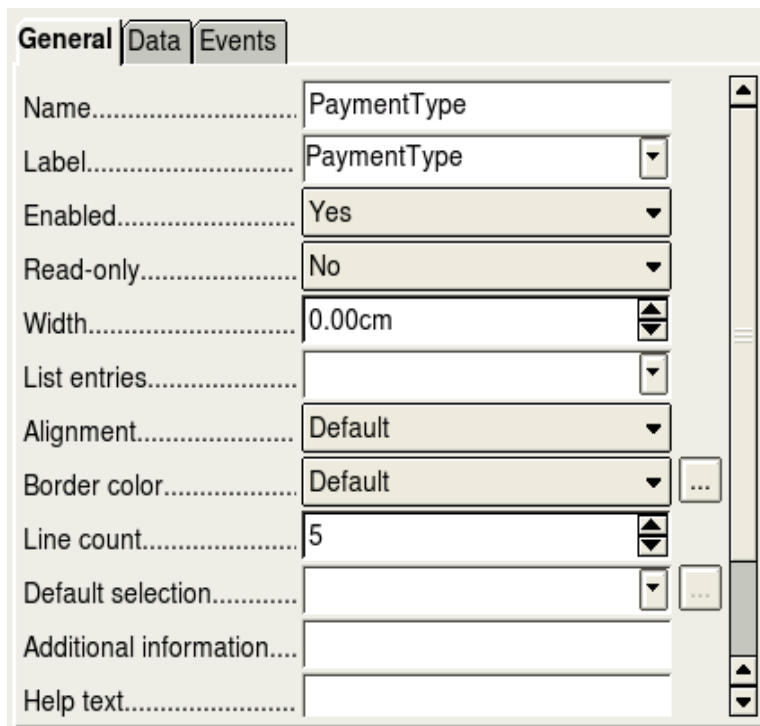 General Data Events
Name........................... PaymentType
Label........................... PaymentType
Enabled....................... Yes
Read-only.................... No
Width........................... 0.00cm
List entries....................
Alignment..................... Default
Border color.................. Default ...
Line count..................... 5
Default selection............ ...
Additional information....
Help text.......................